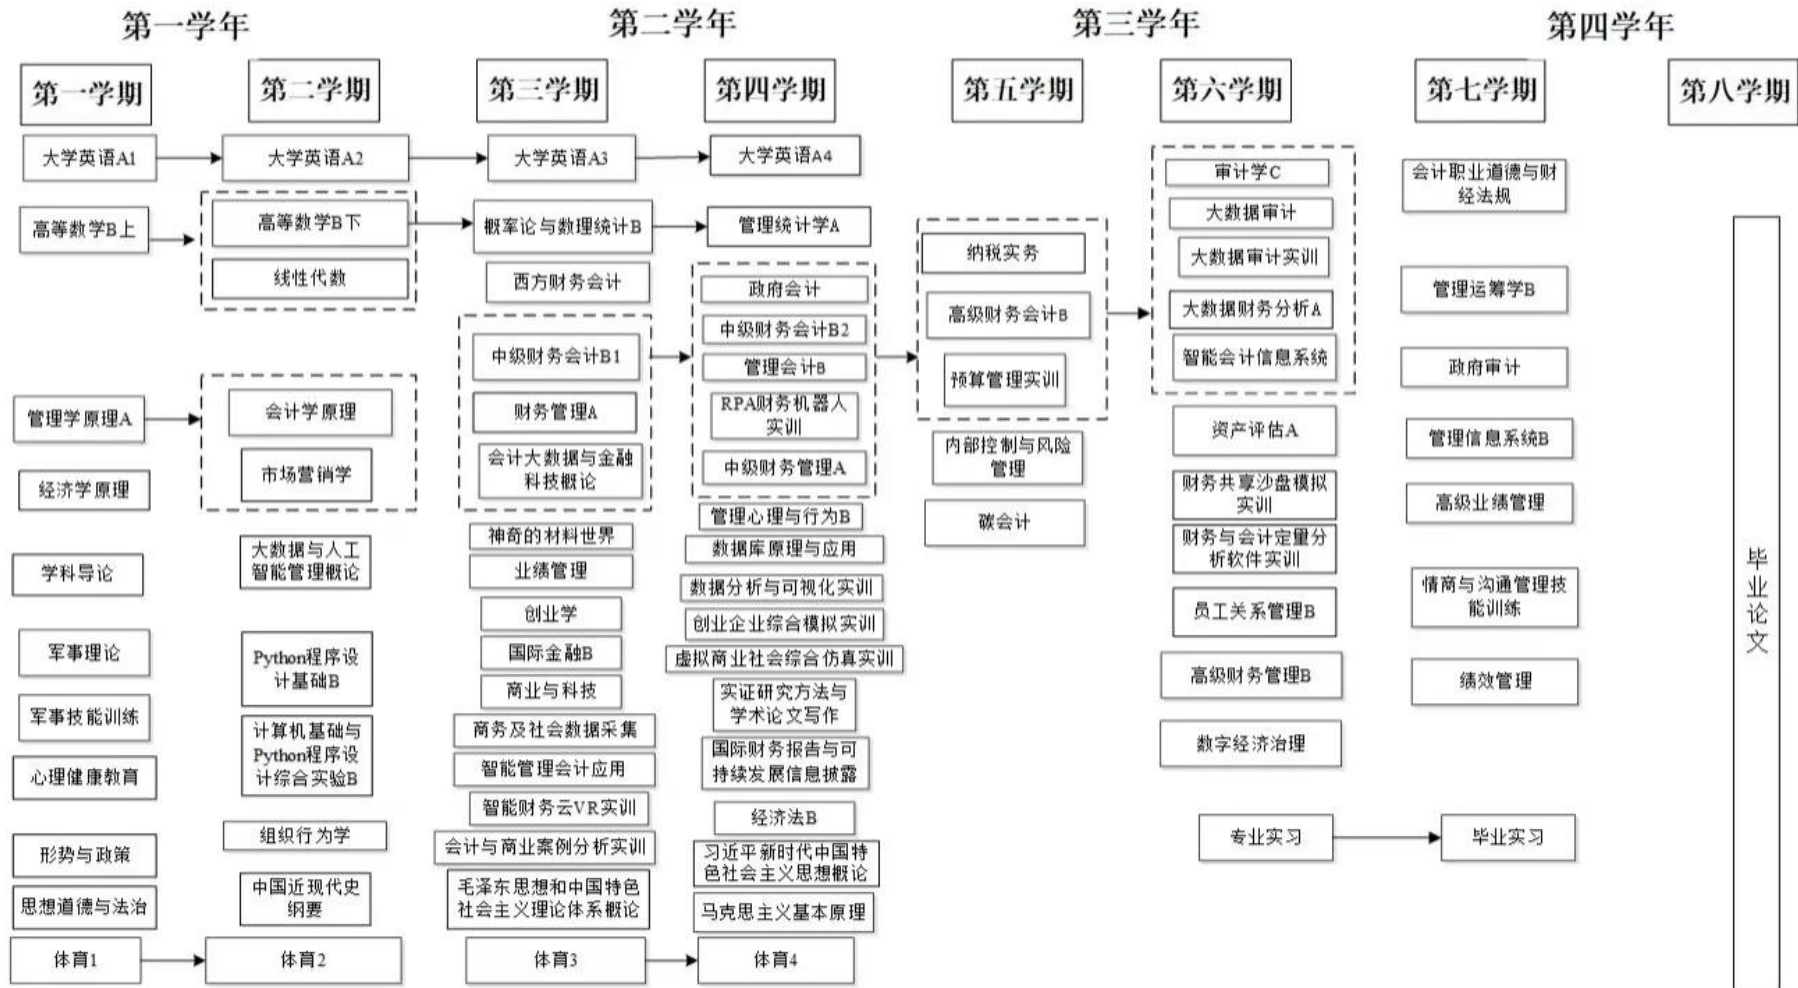 第一学年
第二学年
第三学年
第四学年
第一学期
第二学期
第三学期
第四学期
第五学期
第六学期
第七学期
第八学期
大学英语A1
高等数学B上
管理学原理A
经济学原理
学科导论
军事理论
军事技能训练
心理健康教育
形势与政策
思想道德与法治
体育1
大学英语A2
高等数学B下
线性代数
会计学原理
市场营销学
大数据与人工
智能管理概论
Python程序设
计基础B
计算机基础与
Python程序设
计综合实验B
组织行为学
中国近现代史
纲要
体育2
大学英语A3
概率论与数理统计B
西方财务会计
中级财务会计B1
财务管理A
会计大数据与金融
科技概论
神奇的材料世界
业绩管理
创业学
国际金融B
商业与科技
商务及社会数据采集
智能管理会计应用
智能财务云VR实训
会计与商业案例分析实训
毛泽东思想和中国特色
社会主义理论体系概论
体育3
大学英语A4
管理统计学A
政府会计
中级财务会计B2
管理会计B
RPA财务机器人
实训
中级财务管理A
管理心理与行为B
数据库原理与应用
数据分析与可视化实训
创业企业综合模拟实训
虚拟商业社会综合仿真实训
实证研究方法与
学术论文写作
国际财务报告与可
持续发展信息披露
经济法B
习近平新时代中国特
色社会主义思想概论
马克思主义基本原理
体育4
纳税实务
高级财务会计B
预算管理实训
内部控制与风险
管理
碳会计
审计学C
大数据审计
大数据审计实训
大数据财务分析A
智能会计信息系统
资产评估A
财务共享沙盘模拟
实训
财务与会计定量分
析软件实训
员工关系管理B
高级财务管理B
数字经济治理
专业实习
会计职业道德与财
经法规
管理运筹学B
政府审计
管理信息系统B
高级业绩管理
情商与沟通管理技
能训练
绩效管理
毕业实习
毕业论文